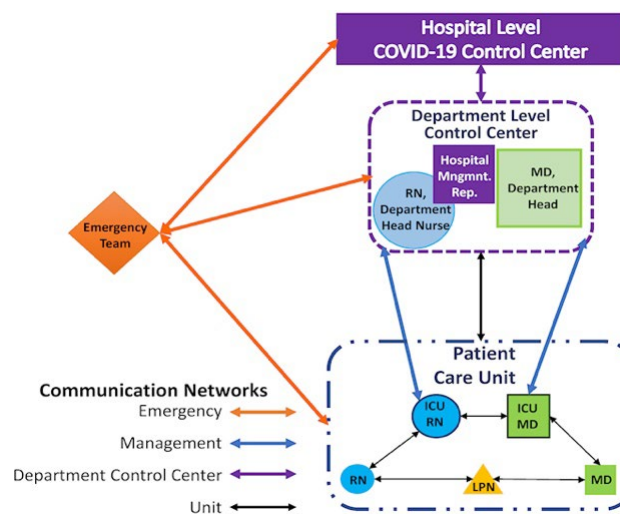 Hospital Level
COVID-19 Control Center
Department Level
Control Center
Hospital
Mngmnt.
Rep.
RN,
Department
Head Nurse
MD,
Department
Head
Emergency
Team
Patient
Care Unit
ICU
RN
ICU
MD
RN
LPN
MD
Communication Networks
Emergency
Management
Department Control Center
Unit